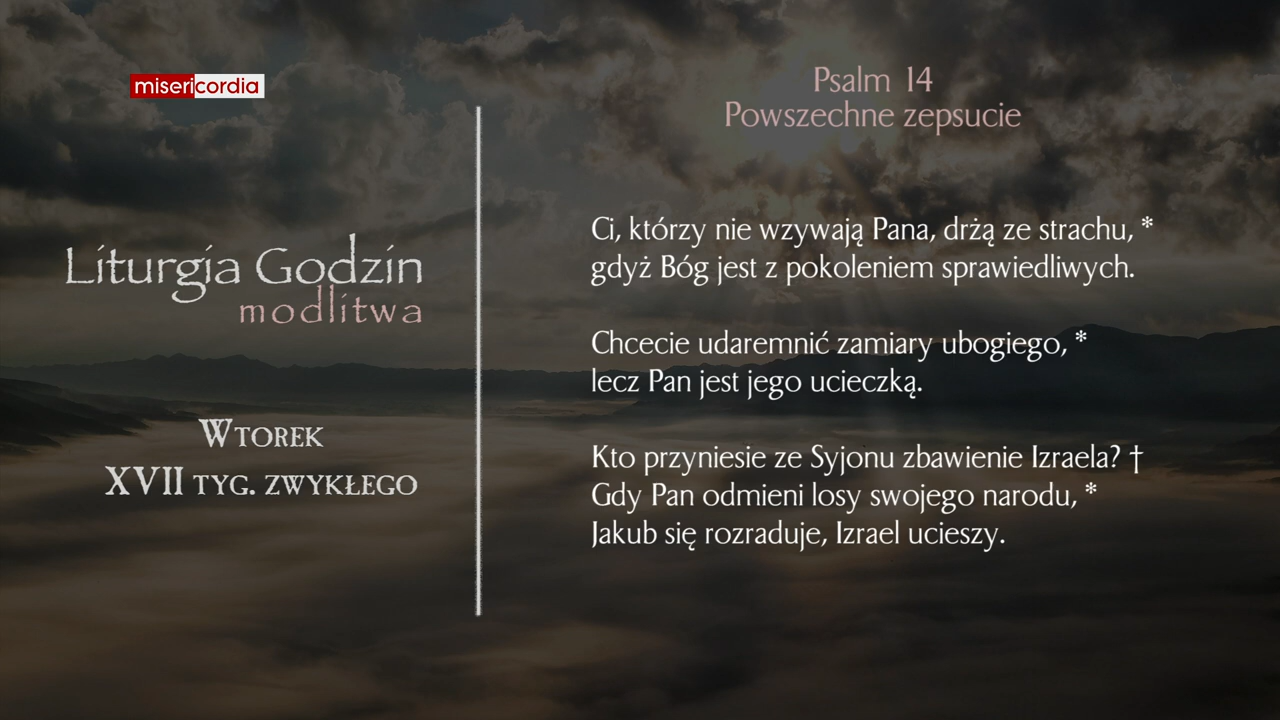 misericordia
Liturgia Godzin
modlitwa
Wtorek
XVII tyg. zwykłego
Psalm 14
Powszechne zepsucie
Ci, którzy nie wzywają Pana, drżą ze strachu, *
gdyż Bóg jest z pokoleniem sprawiedliwych.
Chcecie udaremnić zamiary ubogiego, *
lecz Pan jest jego ucieczką.
Kto przyniesie ze Syjonu zbawienie Izraela? †
Gdy Pan odmieni losy swojego narodu, *
Jakub się rozraduje, Izrael ucieszy.